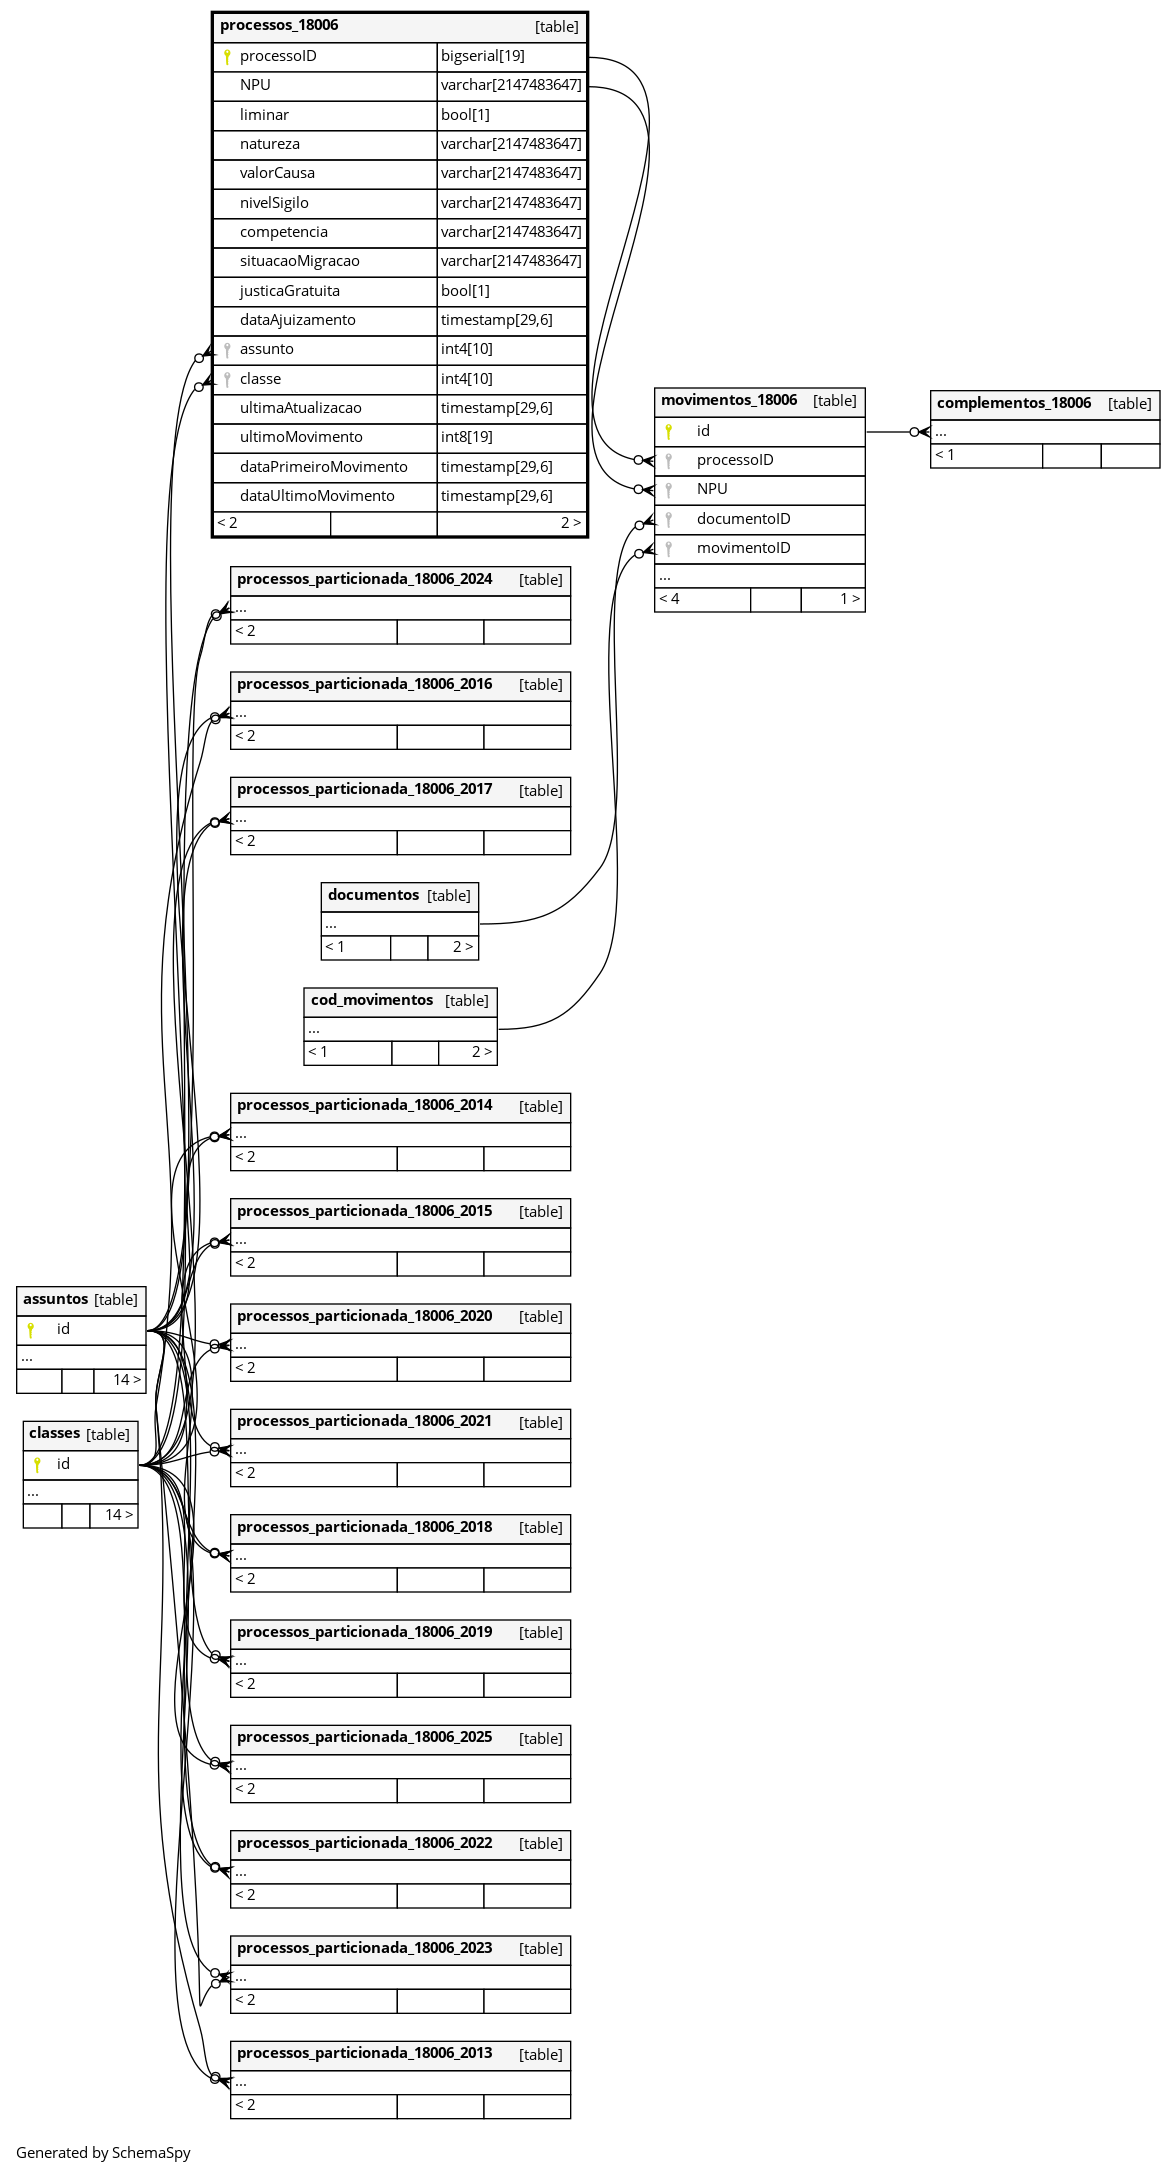 processos_18006 [table]
processoID bigserial[19]
NPU varchar[2147483647]
liminar bool[1]
natureza varchar[2147483647]
valorCausa varchar[2147483647]
nivelSigilo varchar[2147483647]
competencia varchar[2147483647]
situacaoMigracao varchar[2147483647]
justicaGratuita bool[1]
dataAjuizamento timestamp[29,6]
assunto int4[10]
classe int4[10]
ultimaAtualizacao timestamp[29,6]
ultimoMovimento int8[19]
dataPrimeiroMovimento timestamp[29,6]
dataUltimoMovimento timestamp[29,6]
< 2 2 >
movimentos_18006 [table]
id
processoID
NPU
documentoID
movimentoID
...
< 4 1 >
complementos_18006 [table]
...
< 1
processos_particionada_18006_2024 [table]
...
< 2
processos_particionada_18006_2016 [table]
...
< 2
processos_particionada_18006_2017 [table]
...
< 2
documentos [table]
...
< 1 2 >
cod_movimentos [table]
...
< 1 2 >
processos_particionada_18006_2014 [table]
...
< 2
processos_particionada_18006_2015 [table]
...
< 2
assuntos [table]
id
...
14 >
processos_particionada_18006_2020 [table]
...
< 2
classes [table]
id
...
14 >
processos_particionada_18006_2021 [table]
...
< 2
processos_particionada_18006_2018 [table]
...
< 2
processos_particionada_18006_2019 [table]
...
< 2
processos_particionada_18006_2025 [table]
...
< 2
processos_particionada_18006_2022 [table]
...
< 2
processos_particionada_18006_2023 [table]
...
< 2
processos_particionada_18006_2013 [table]
...
< 2
Generated by SchemaSpy